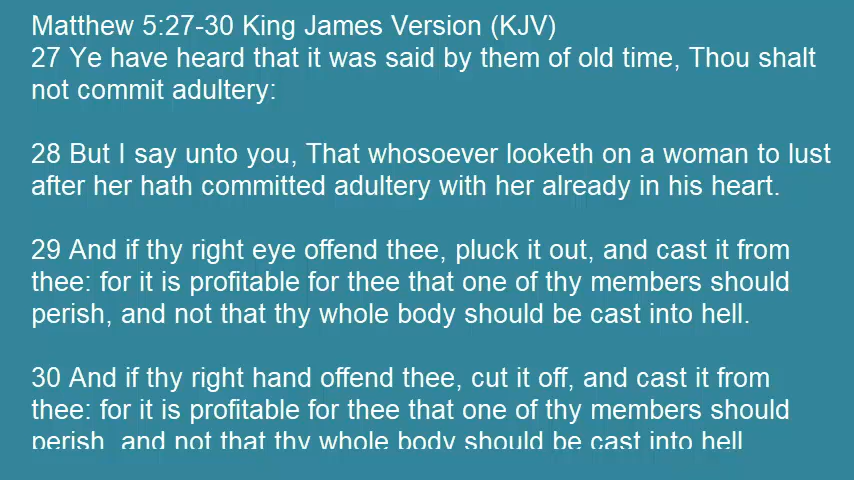 Matthew 5:27-30 King James Version (KJV)
27 Ye have heard that it was said by them of old time, Thou shalt
not commit adultery:
28 But I say unto you, That whosoever looketh on a woman to lust
after her hath committed adultery with her already in his heart.
29 And if thy right eye offend thee, pluck it out, and cast it from
thee: for it is profitable for thee that one of thy members should
perish, and not that thy whole body should be cast into hell.
30 And if thy right hand offend thee, cut it off, and cast it from
thee: for it is profitable for thee that one of thy members should
perish, and not that thy whole body should be cast into hell